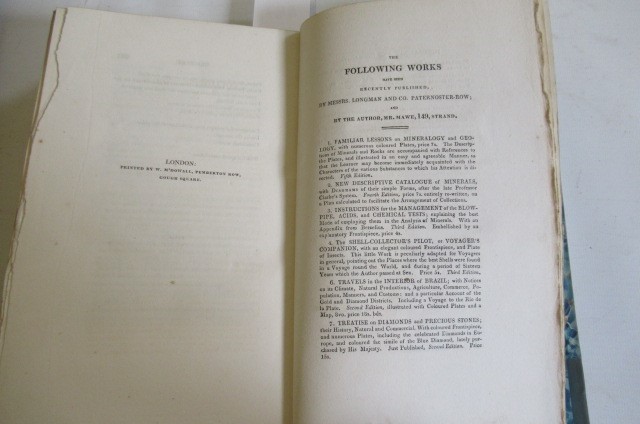 LONDON:
PRINTED BY W. M'DOWALL, PEMBERTON ROW,
GOUGH SQUARE.
THE
FOLLOWING WORKS
HAVE BEEN
RECENTLY PUBLISHED,
BY MESSRS. LONGMAN AND CO. PATERNOSTER-ROW;
AND
BY THE AUTHOR, MR. MAWE, 149, STRAND.
1. FAMILIAR LESSONS on MINERALOGY and GEO-
LOGY, with numerous coloured Plates, price 7s. The Descrip-
tions of Minerals and Rocks are accompanied with References to
the Plates, and illustrated in an easy and agreeable Manner, so
that the Learner may become immediately acquainted with the
Characters of the various Substances to which his Attention is di-
rected. Fifth Edition.
2. NEW DESCRIPTIVE CATALOGUE of MINERALS,
with DIAGRAMS of their simple Forms, after the late Professor
Clarke's System. Fourth Edition, price 7s. entirely re-written, on
a Plan calculated to facilitate the Arrangement of Collections.
3. INSTRUCTIONS for the MANAGEMENT of the BLOW-
PIPE, ACIDS, and CHEMICAL TESTS; explaining the best
Mode of employing them in the Analysis of Minerals. With an
Appendix from Berzelius. Third Edition. Embellished by an
explanatory Frontispiece, price 4s.
4. The SHELL-COLLECTOR'S PILOT, or VOYAGER'S
COMPANION, with an elegant coloured Frontispiece, and Plate
of Insects. This little Work is peculiarly adapted for Voyagers
in general, pointing out the Places where the best Shells were found
in a Voyage round the World, and during a period of fifteen
Years which the Author passed at Sea. Price 5s. Third Edition.
6. TRAVELS in the INTERIOR of BRAZIL; with Notices
on its Climate, Natural Productions, Agriculture, Commerce, Po-
pulation, Manners, and Customs: and a particular Account of the
Gold and Diamond Districts. Including a Voyage to the Rio de
la Plata. Second Edition, illustrated with coloured Plates and a
Map, 8vo. price 18s. bds.
7. TREATISE on DIAMONDS and PRECIOUS STONES;
their History, Natural and Commercial. With coloured Frontispiece,
and numerous Plates, including the celebrated Diamonds in Eu-
rope, and coloured fac simile of the Blue Diamond, lately pur-
chased by His Majesty. Just Published, Second Edition. Price
15s.